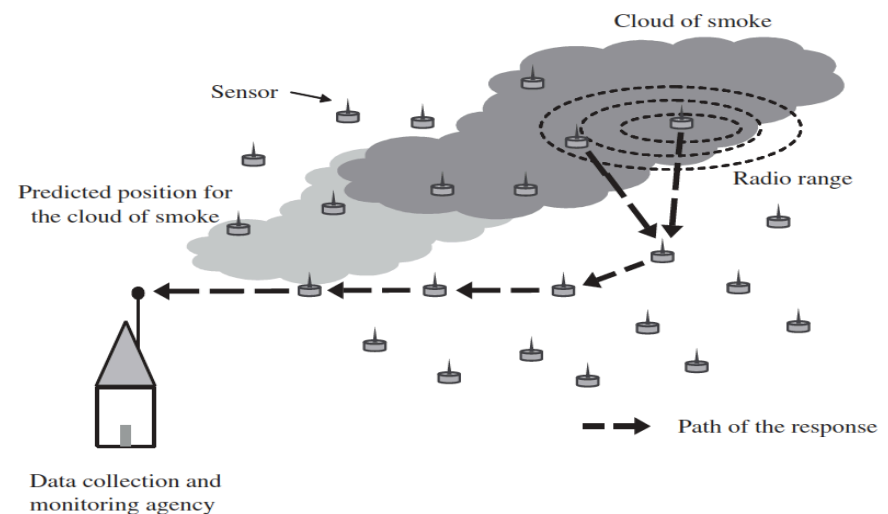 Cloud of smoke
Sensor
Radio range
Predicted position for
the cloud of smoke
Path of the response
Data collection and
monitoring agency